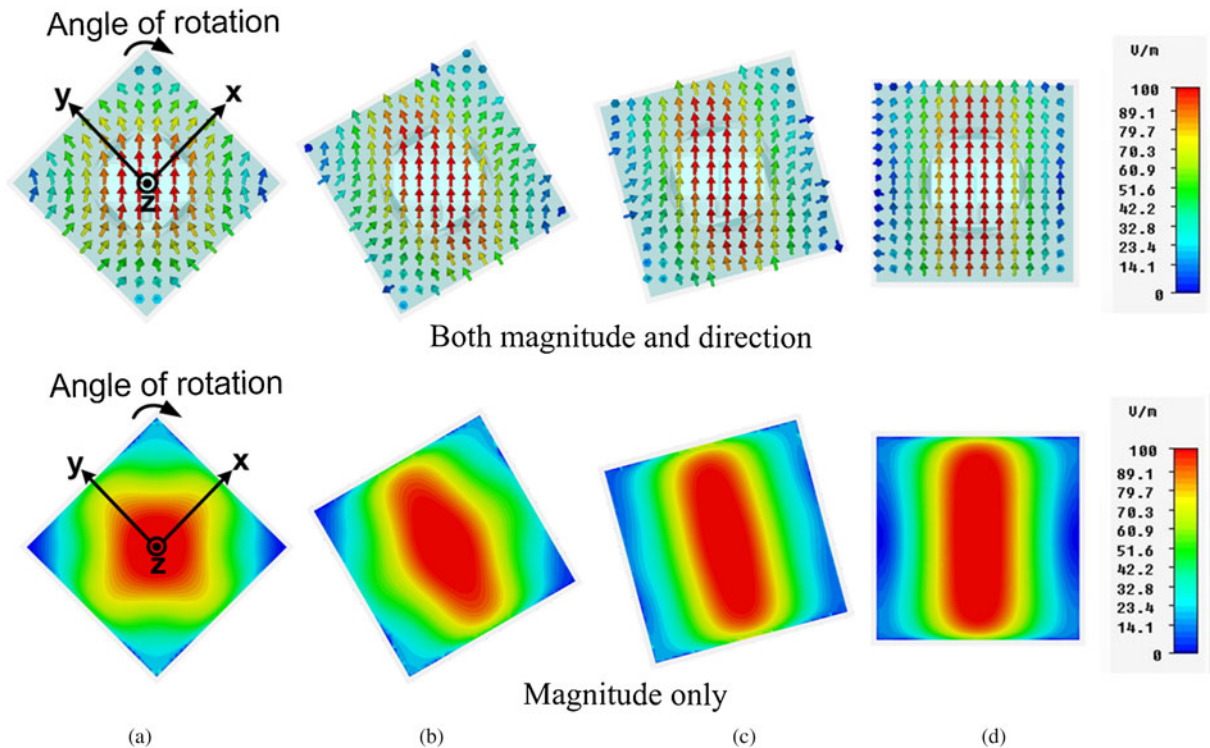 Angle of rotation
y
x
z
V/m
100
89.1
79.7
70.3
60.9
51.6
42.2
32.8
23.4
14.1
0
Both magnitude and direction
Angle of rotation
y
x
z
V/m
100
89.1
79.7
70.3
60.9
51.6
42.2
32.8
23.4
14.1
0
Magnitude only
(a) (b) (c) (d)